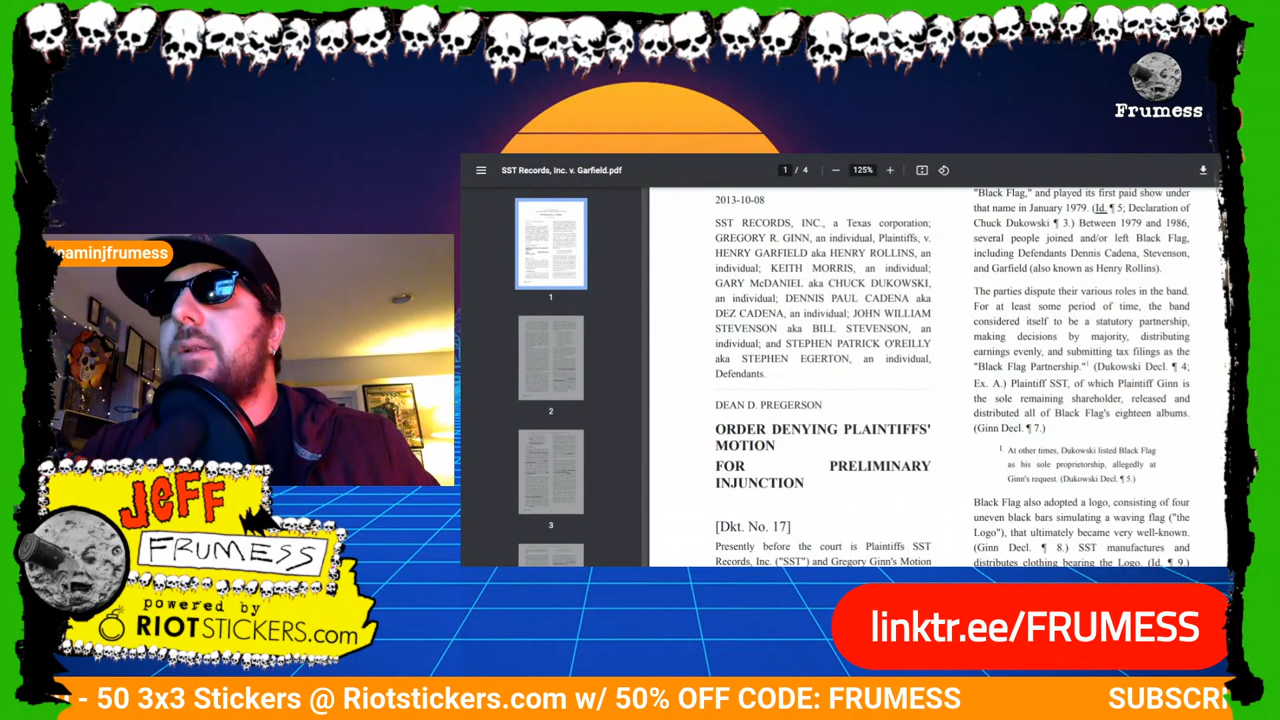 Frumess
SST Records, Inc. v. Garfield.pdf
1 / 4
125%
eaminjfrumess
1
2
3
2013-10-08
SST RECORDS, INC., a Texas corporation;
GREGORY R. GINN, an individual, Plaintiffs, v.
HENRY GARFIELD aka HENRY ROLLINS, an
individual; KEITH MORRIS, an individual;
GARY McDANIEL aka CHUCK DUKOWSKI,
an individual; DENNIS PAUL CADENA aka
DEZ CADENA, an individual; JOHN WILLIAM
STEVENSON aka BILL STEVENSON, an
individual; and STEPHEN PATRICK O'REILLY
aka STEPHEN EGERTON, an individual,
Defendants.
DEAN D. PREGERSON
ORDER DENYING PLAINTIFFS'
MOTION
FOR PRELIMINARY
INJUNCTION
[Dkt. No. 17]
Presently before the court is Plaintiffs SST
Records, Inc. ("SST") and Gregory Ginn's Motion
"Black Flag," and played its first paid show under
that name in January 1979. (Id. ¶ 5; Declaration of
Chuck Dukowski ¶ 3.) Between 1979 and 1986,
several people joined and/or left Black Flag,
including Defendants Dennis Cadena, Stevenson,
and Garfield (also known as Henry Rollins).
The parties dispute their various roles in the band.
For at least some period of time, the band
considered itself to be a statutory partnership,
making decisions by majority, distributing
earnings evenly, and submitting tax filings as the
"Black Flag Partnership."1 (Dukowski Decl. ¶ 4;
Ex. A.) Plaintiff SST, of which Plaintiff Ginn is
the sole remaining shareholder, released and
distributed all of Black Flag's eighteen albums.
(Ginn Decl. ¶ 7.)
1 At other times, Dukowski listed Black Flag
as his sole proprietorship, allegedly at
Ginn's request. (Dukowski Decl. ¶ 5.)
Black Flag also adopted a logo, consisting of four
uneven black bars simulating a waving flag ("the
Logo"), that ultimately became very well-known.
(Ginn Decl. ¶ 8.) SST manufactures and
distributes clothing bearing the Logo. (Id. ¶ 9.)
JEFF
FRUMESS
powered by
RIOTSTICKERS.com
linktr.ee/FRUMESS
- 50 3x3 Stickers @ Riotstickers.com w/ 50% OFF CODE: FRUMESS SUBSCRI